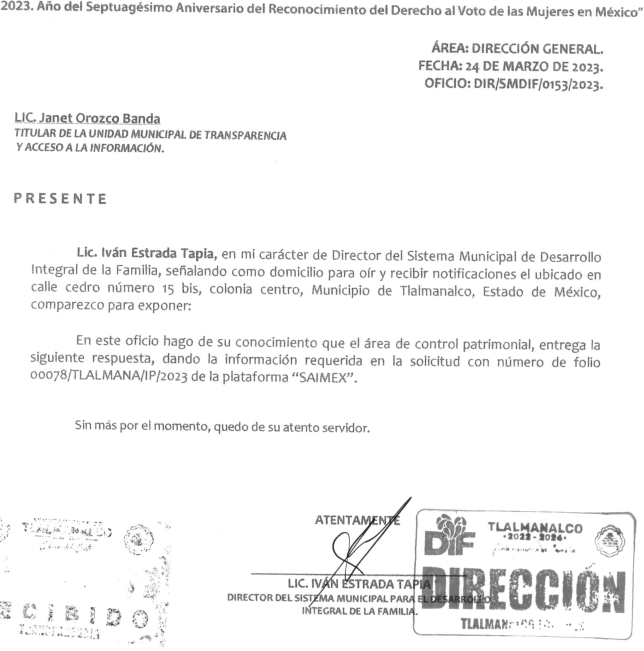 2023. Año del Septuagésimo Aniversario del Reconocimiento del Derecho al Voto de las Mujeres en México"
ÁREA: DIRECCIÓN GENERAL.
FECHA: 24 DE MARZO DE 2023.
OFICIO: DIR/SMDIF/0153/2023.
LIC. Janet Orozco Banda
TITULAR DE LA UNIDAD MUNICIPAL DE TRANSPARENCIA
Y ACCESO A LA INFORMACIÓN.
P R E S E N T E
Lic. Iván Estrada Tapia, en mi carácter de Director del Sistema Municipal de Desarrollo
Integral de la Familia, señalando como domicilio para oír y recibir notificaciones el ubicado en
calle cedro número 15 bis, colonia centro, Municipio de Tlalmanalco, Estado de México,
comparezco para exponer:
En este oficio hago de su conocimiento que el área de control patrimonial, entrega la
siguiente respuesta, dando la información requerida en la solicitud con número de folio
00078/TLALMANA/IP/2023 de la plataforma "SAIMEX".
Sin más por el momento, quedo de su atento servidor.
ATENTAMENTE
LIC. IVÁN ESTRADA TAPIA
DIRECTOR DEL SISTEMA MUNICIPAL PARA EL DESARROLLO
INTEGRAL DE LA FAMILIA.
DIF
TLALMANALCO
·2022 - 2024·
DIRECCIÓN
TLALMANALCO
ECIBIDO